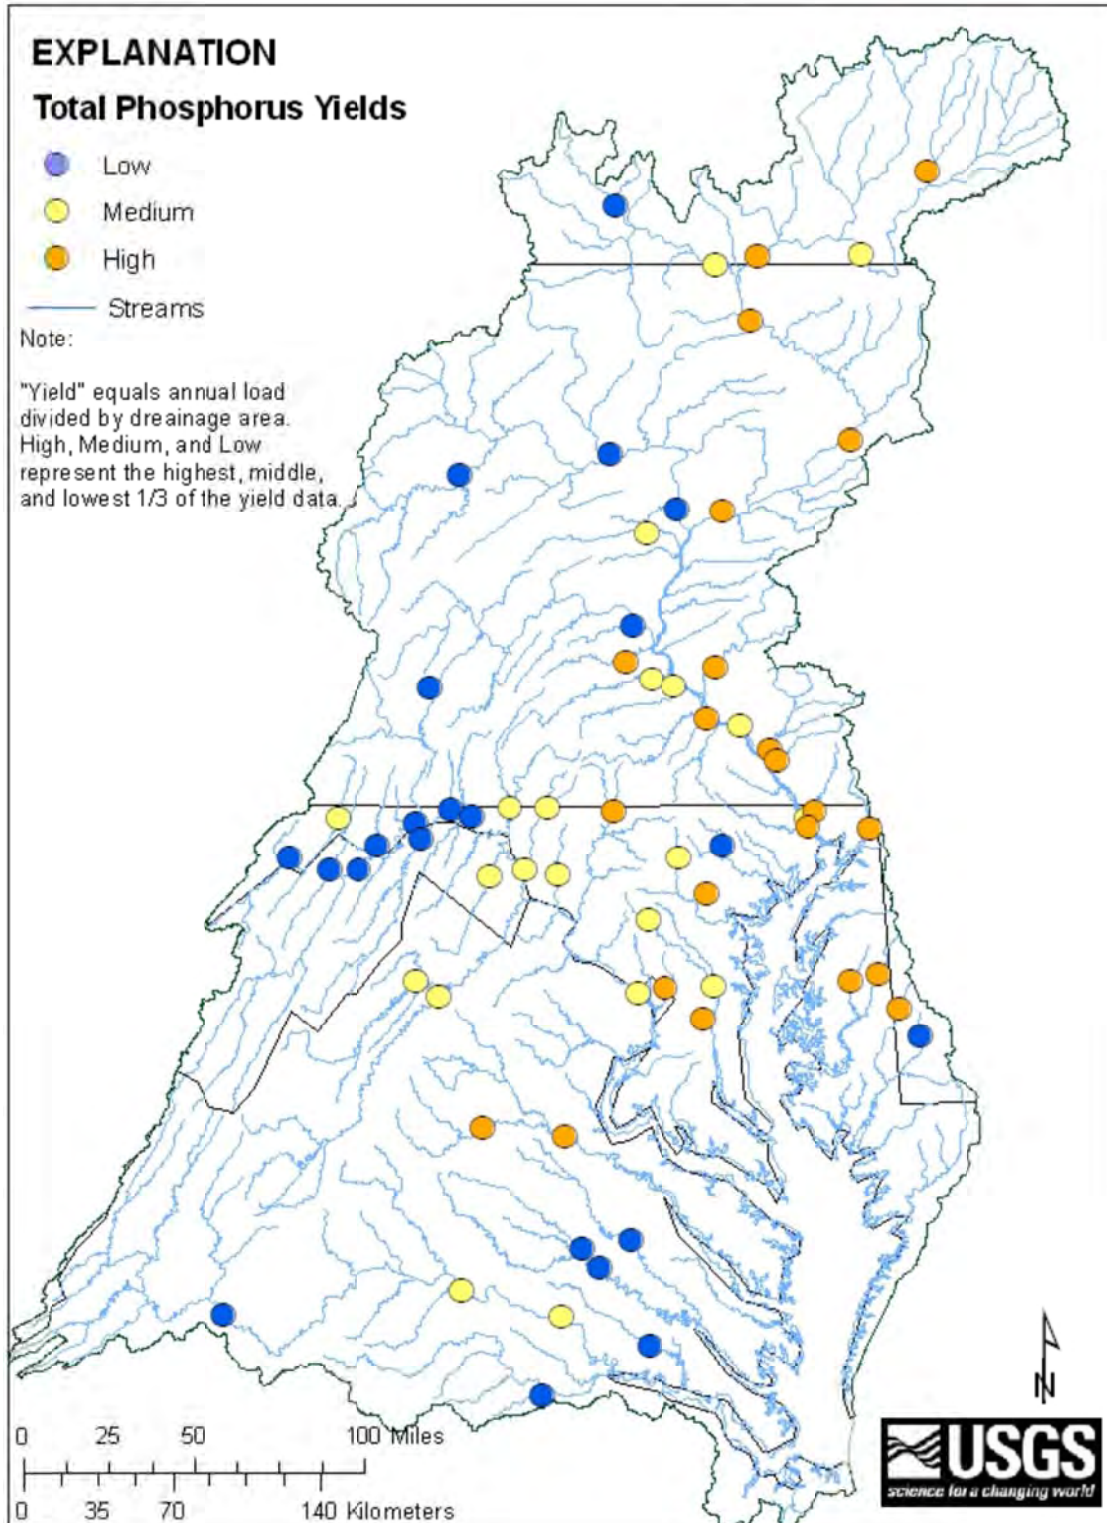 EXPLANATION
Total Phosphorus Yields
Low
Medium
High
Streams
Note:
"Yield" equals annual load
divided by dreainage area.
High, Medium, and Low
represent the highest, middle,
and lowest 1/3 of the yield data.
0 25 50 100 Miles
0 35 70 140 Kilometers
N
USGS
science for a changing world